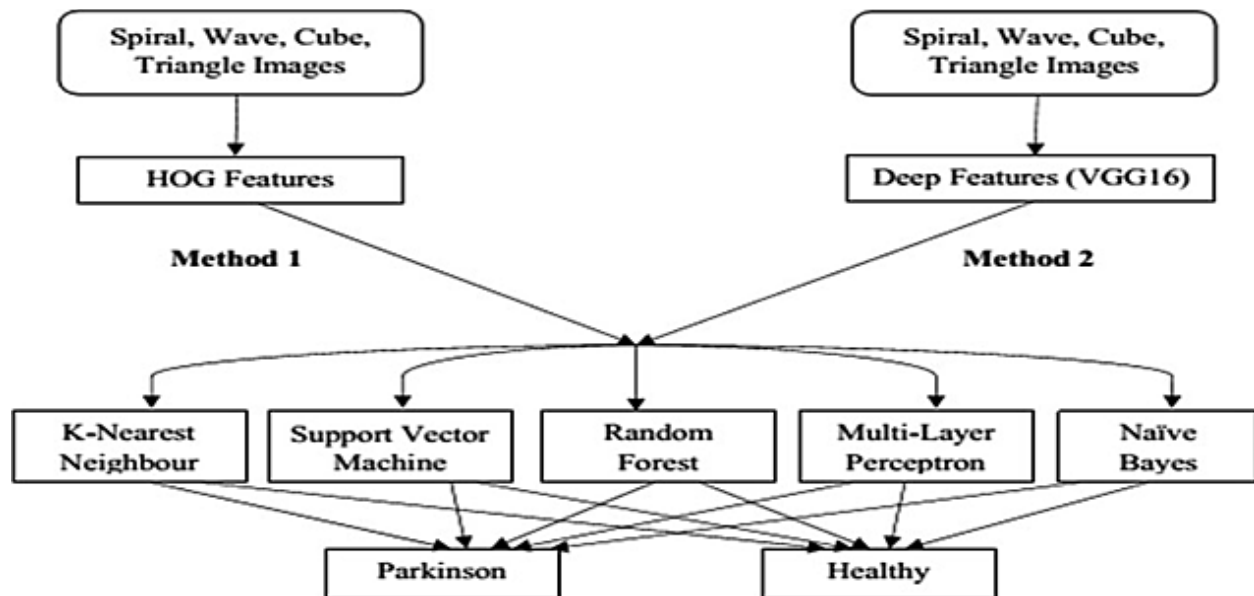 Spiral, Wave, Cube,
Triangle Images
Spiral, Wave, Cube,
Triangle Images
HOG Features
Deep Features (VGG16)
Method 1
Method 2
K-Nearest
Neighbour
Support Vector
Machine
Random
Forest
Multi-Layer
Perceptron
Naïve
Bayes
Parkinson
Healthy